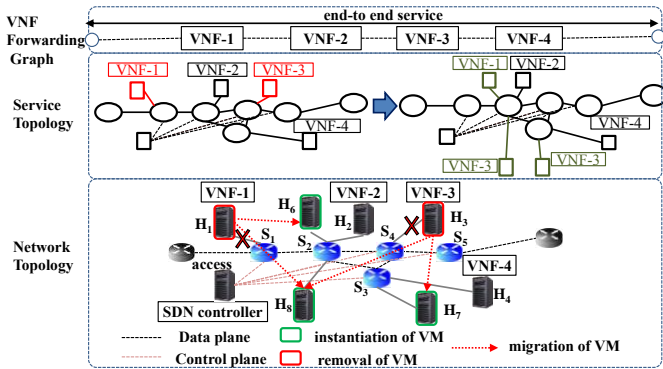 VNF Forwarding Graph
end-to end service
VNF-1 VNF-2 VNF-3 VNF-4
Service Topology
VNF-1 VNF-2 VNF-3
VNF-4
VNF-1 VNF-2
VNF-4
VNF-3 VNF-3
Network Topology
VNF-1 VNF-2 VNF-3
H1 H6 H2 H3
S1 S2 S4 S5
access
S3
VNF-4
SDN controller
H8 H7 H4
Data plane
instantiation of VM
Control plane
removal of VM
migration of VM